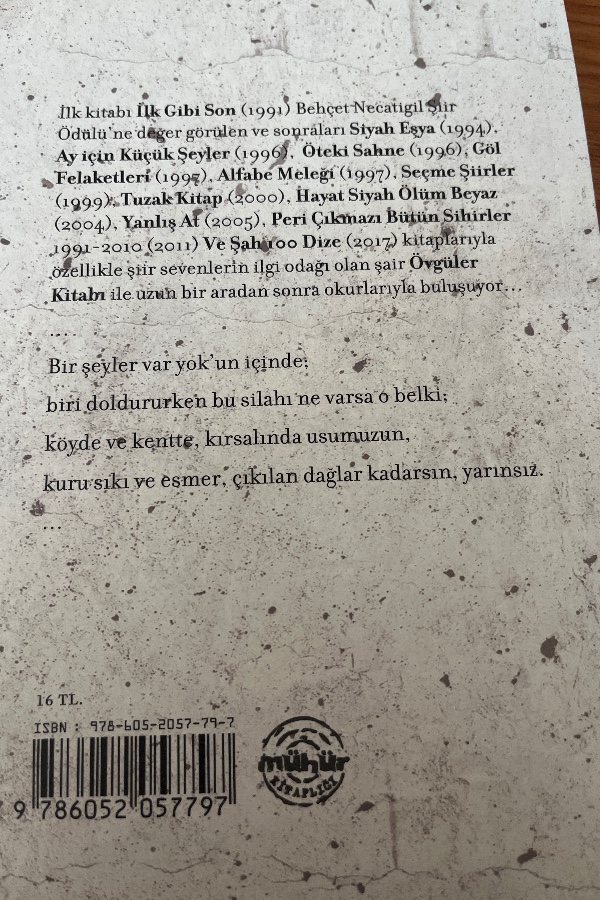 İlk kitabı İlk Gibi Son (1991) Behçet Necatigil Şiir
Ödülü'ne değer görülen ve sonraları Siyah Eşya (1994),
Ay için Küçük Şeyler (1996), Öteki Sahne (1996), Göl
Felaketleri (1997), Alfabe Meleği (1997), Seçme Şiirler
(1999), Tuzak Kitap (2000), Hayat Siyah Ölüm Beyaz
(2004), Yanlış At (2005), Peri Çıkmazı Bütün Sihirler
1991-2010 (2011) Ve Şah 100 Dize (2017) kitaplarıyla
özellikle şiir sevenlerin ilgi odağı olan şair Övgüler
Kitabı ile uzun bir aradan sonra okurlarıyla buluşuyor...
...
Bir şeyler var yok'un içinde;
biri doldururken bu silahı ne varsa o belki;
köyde ve kentte, kırsalında usumuzun,
kuru sıkı ve esmer, çıkılan dağlar kadarsın, yarınsız.
...
16 TL.
ISBN : 978-605-2057-79-7
9 786052 057797
mühür
KİTAPLIĞI